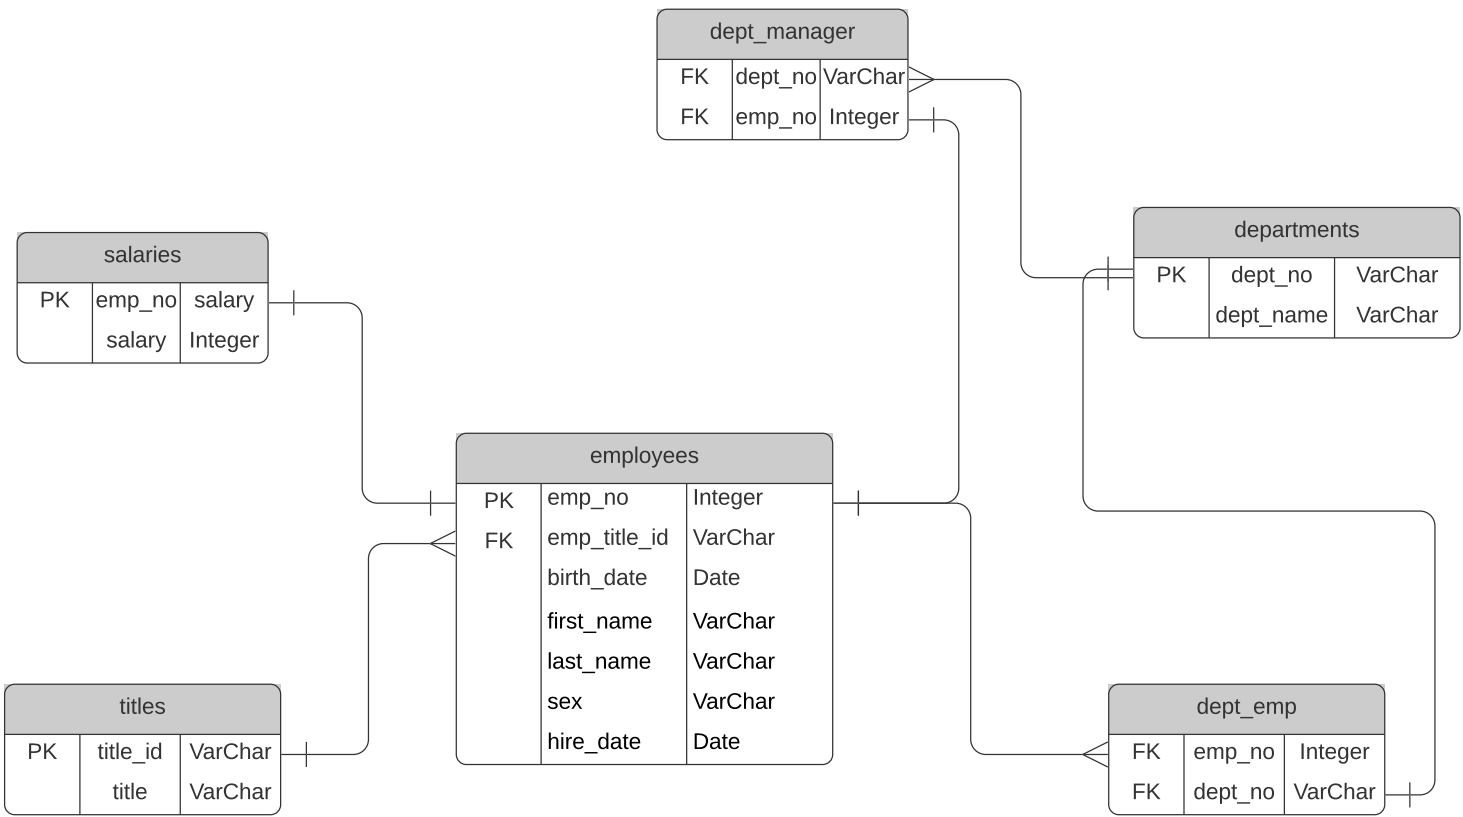 dept_manager
FK dept_no VarChar
FK emp_no Integer
departments
PK dept_no VarChar
dept_name VarChar
salaries
PK emp_no salary
salary Integer
employees
PK emp_no Integer
FK emp_title_id VarChar
birth_date Date
first_name VarChar
last_name VarChar
sex VarChar
hire_date Date
titles
PK title_id VarChar
title VarChar
dept_emp
FK emp_no Integer
FK dept_no VarChar